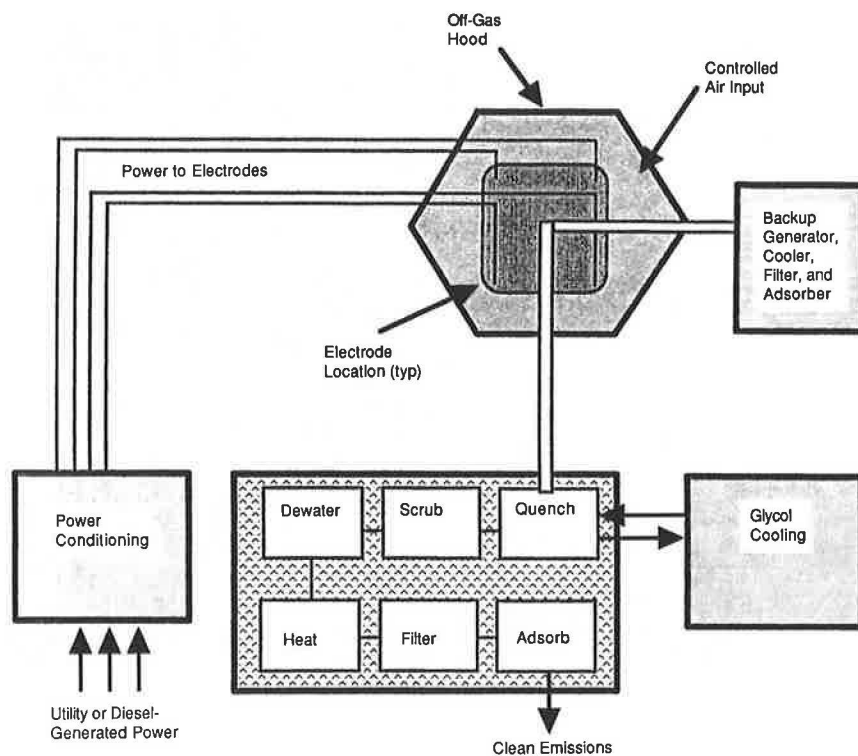 Off-Gas
Hood
Controlled
Air Input
Power to Electrodes
Backup
Generator,
Cooler,
Filter, and
Adsorber
Electrode
Location (typ)
Power
Conditioning
Dewater
Scrub
Quench
Glycol
Cooling
Heat
Filter
Adsorb
Utility or Diesel-
Generated Power
Clean Emissions